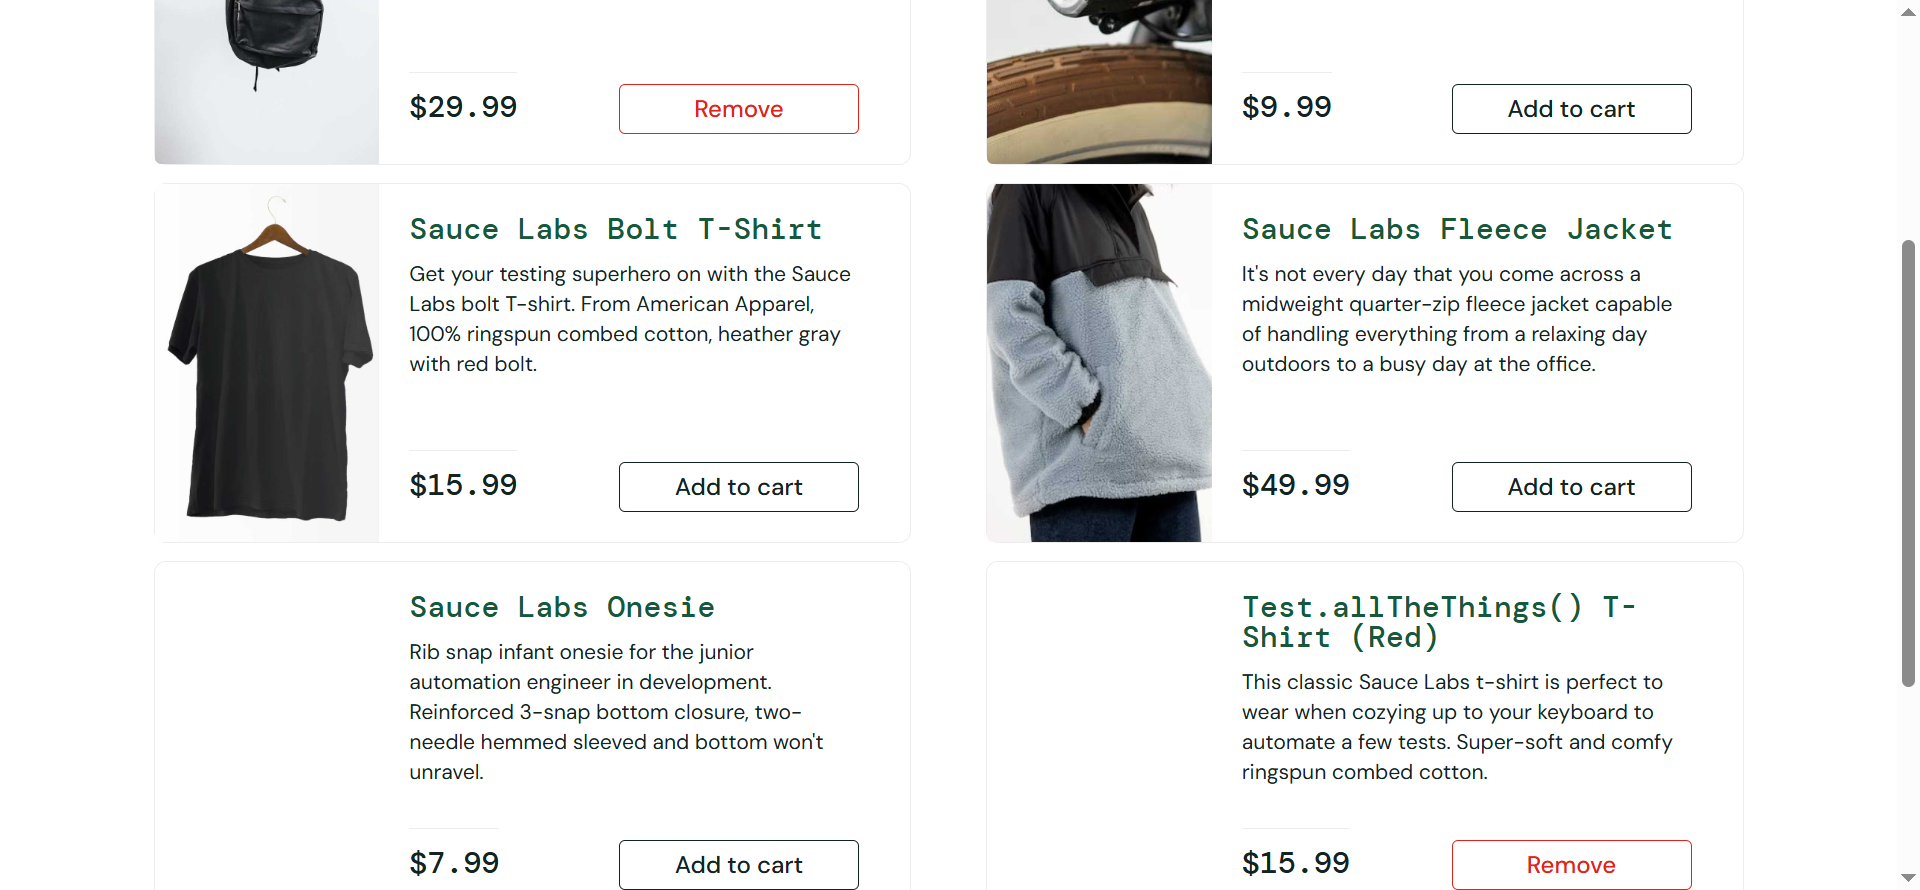 $29.99
Remove
$9.99
Add to cart
Sauce Labs Bolt T-Shirt
Get your testing superhero on with the Sauce
Labs bolt T-shirt. From American Apparel,
100% ringspun combed cotton, heather gray
with red bolt.
$15.99
Add to cart
Sauce Labs Fleece Jacket
It's not every day that you come across a
midweight quarter-zip fleece jacket capable
of handling everything from a relaxing day
outdoors to a busy day at the office.
$49.99
Add to cart
Sauce Labs Onesie
Rib snap infant onesie for the junior
automation engineer in development.
Reinforced 3-snap bottom closure, two-
needle hemmed sleeved and bottom won't
unravel.
$7.99
Add to cart
Test.allTheThings() T-
Shirt (Red)
This classic Sauce Labs t-shirt is perfect to
wear when cozying up to your keyboard to
automate a few tests. Super-soft and comfy
ringspun combed cotton.
$15.99
Remove